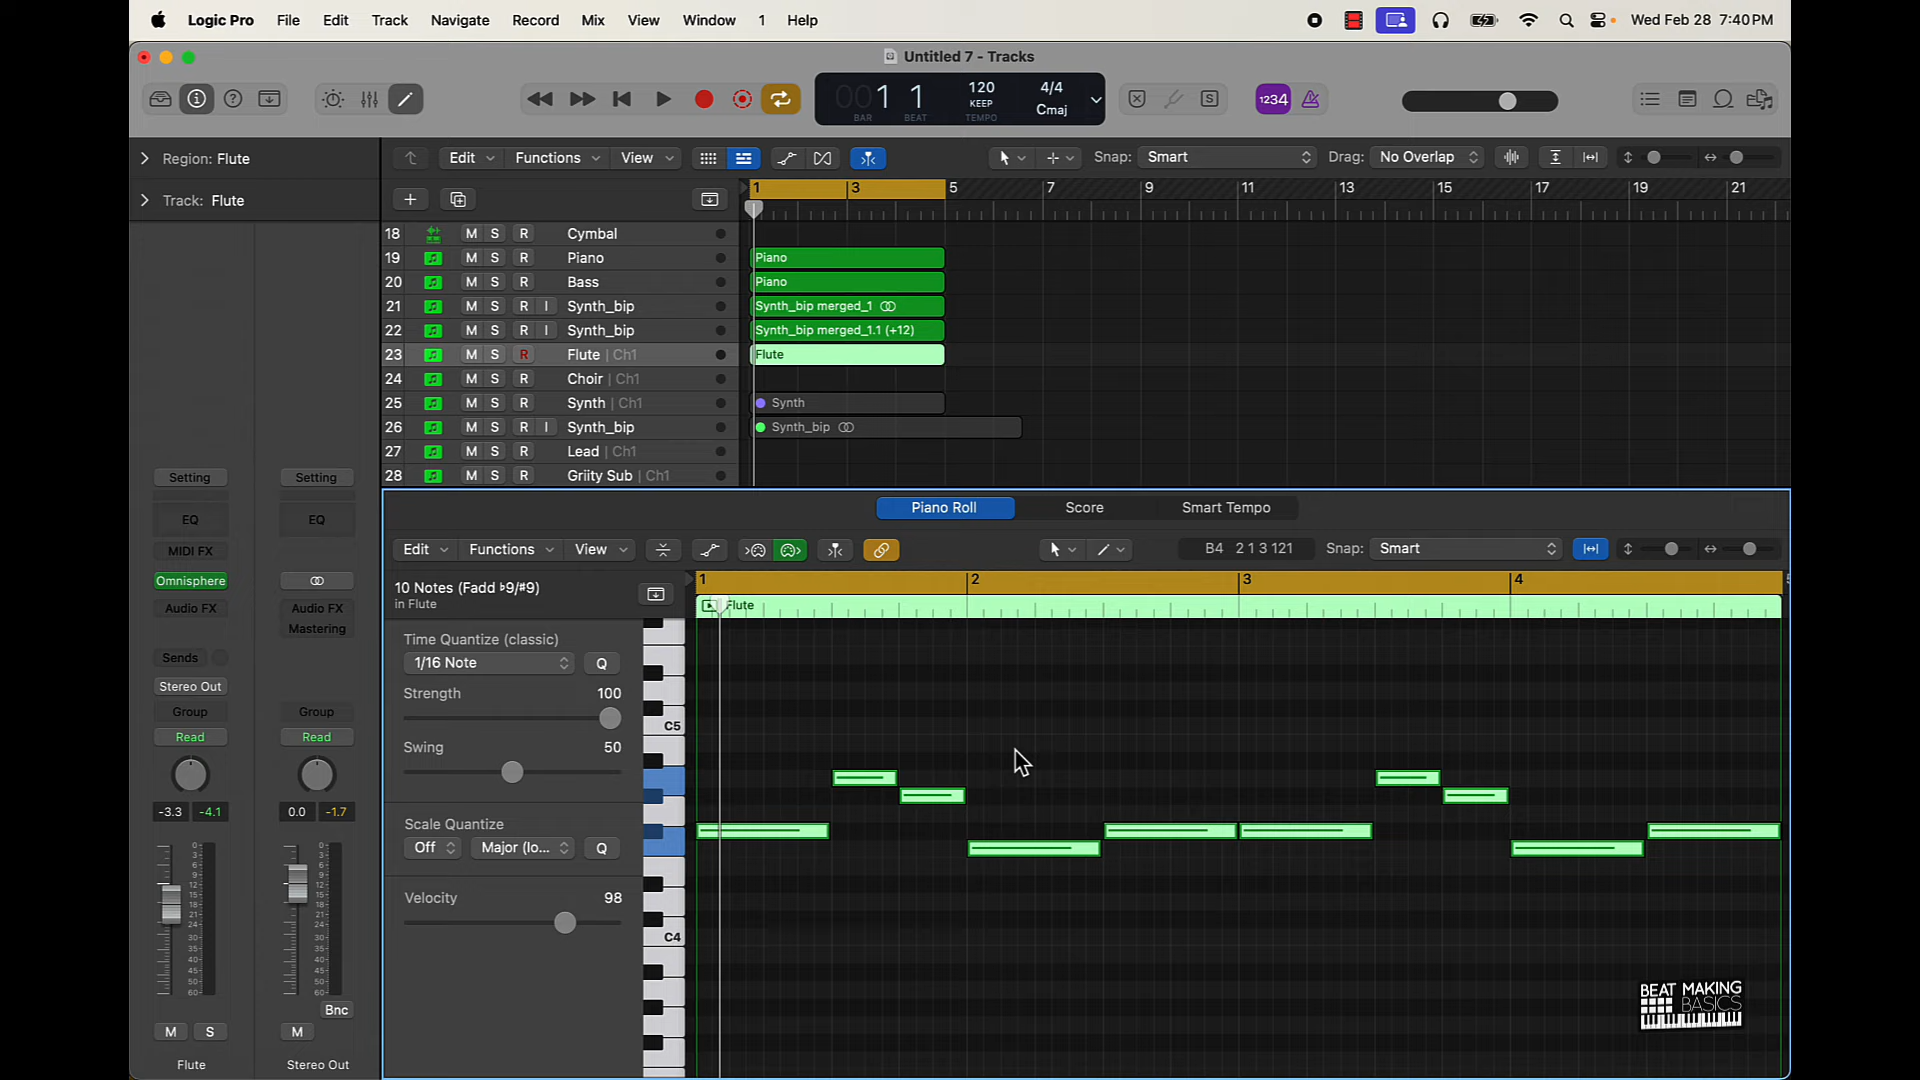 Logic Pro File Edit Track Navigate Record Mix View Window 1 Help Wed Feb 28 7:40 PM
Untitled 7 - Tracks
001 1 120 4/4
KEEP Cmaj
BAR BEAT TEMPO
1234
Region: Flute
Edit Functions View Snap: Smart Drag: No Overlap
Track: Flute
1 3 5 7 9 11 13 15 17 19 21
18 M S R Cymbal
19 M S R Piano Piano
20 M S R Bass Piano
21 M S R I Synth_bip Synth_bip merged_1
22 M S R I Synth_bip Synth_bip merged_1.1 (+12)
23 M S R Flute | Ch1 Flute
24 M S R Choir | Ch1
25 M S R Synth | Ch1 Synth
26 M S R I Synth_bip Synth_bip
27 M S R Lead | Ch1
28 M S R Griity Sub | Ch1
Setting Setting
EQ EQ
MIDI FX
Omnisphere
Audio FX Audio FX
Mastering
Sends
Stereo Out
Group Group
Read Read
-3.3 -4.1 0.0 -1.7
Bnc
M S M
Flute Stereo Out
Piano Roll Score Smart Tempo
Edit Functions View B4 2 1 3 121 Snap: Smart
10 Notes (Fadd ♭9/#9)
in Flute
1 2 3 4
Flute
Time Quantize (classic)
1/16 Note Q
Strength 100
Swing 50
Scale Quantize
Off Major (lo... Q
Velocity 98
C5
C4
BEAT MAKING
BASICS